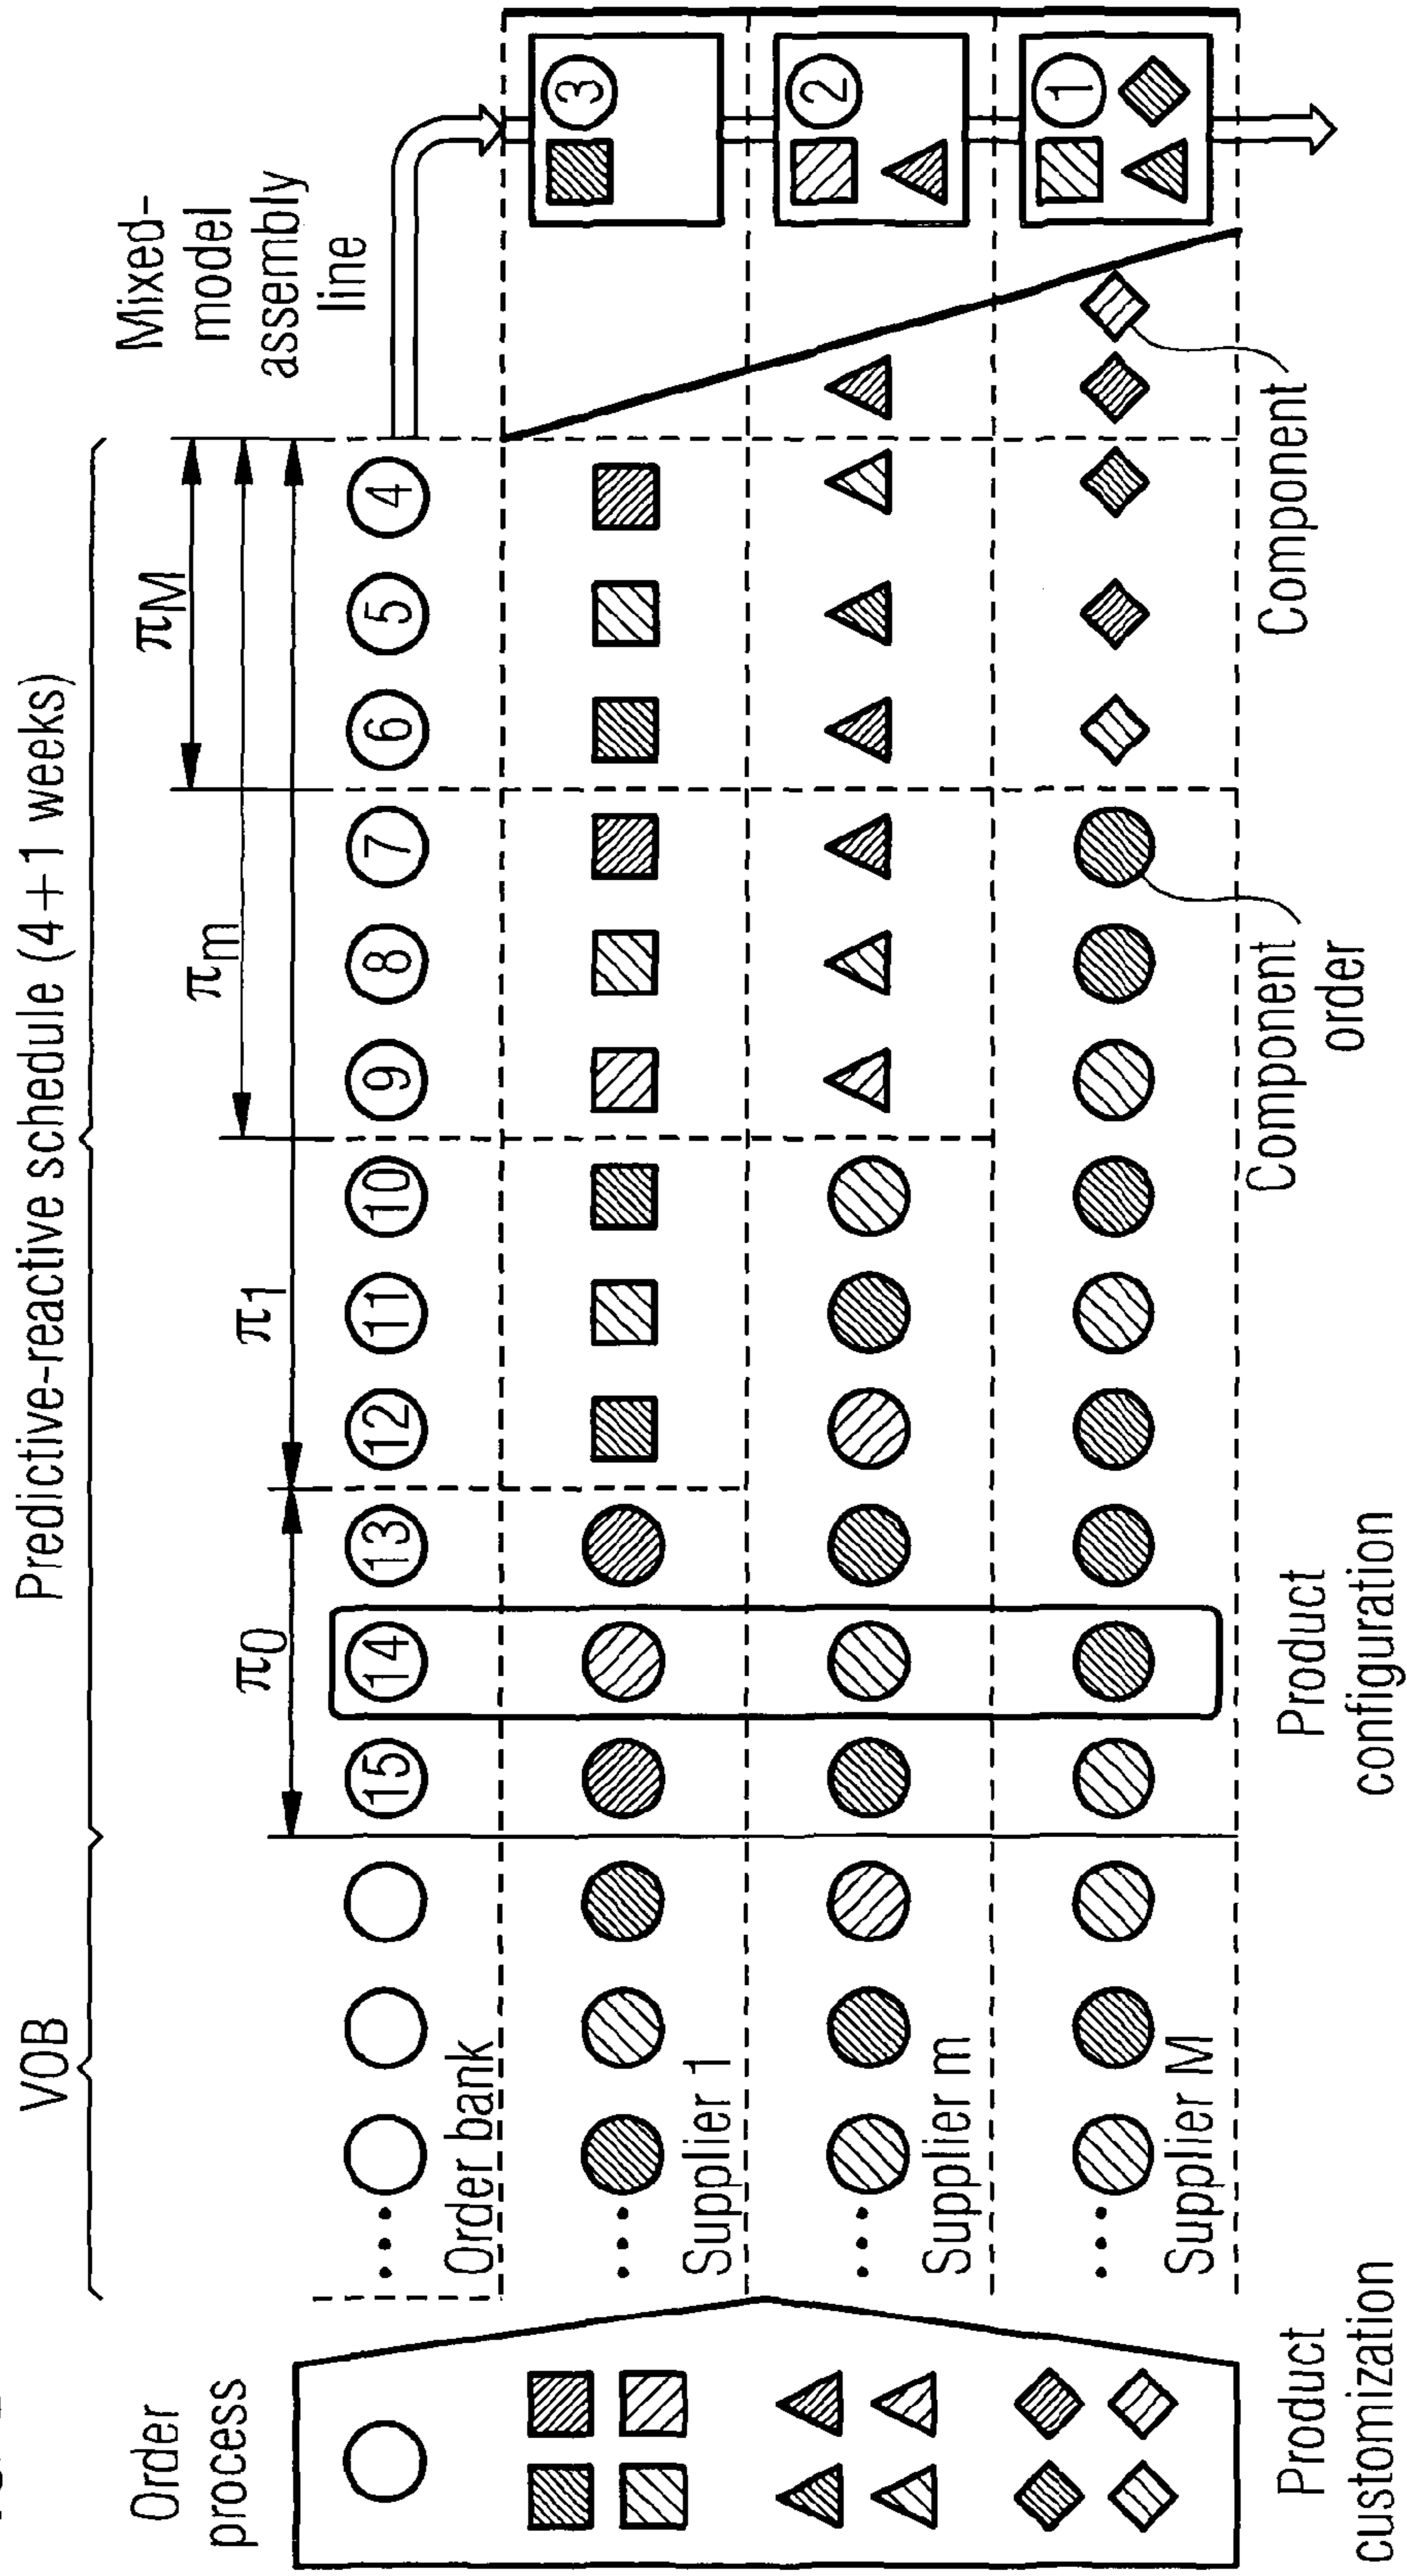 VOB
Predictive-reactive schedule (4+1 weeks)
Order
process
Mixed-
model
assembly
line
π0
π1
πm
πM
15
14
13
12
11
10
9
8
7
6
5
4
3
2
1
Order bank
Supplier 1
Supplier m
Supplier M
Product
customization
Product
configuration
Component
order
Component